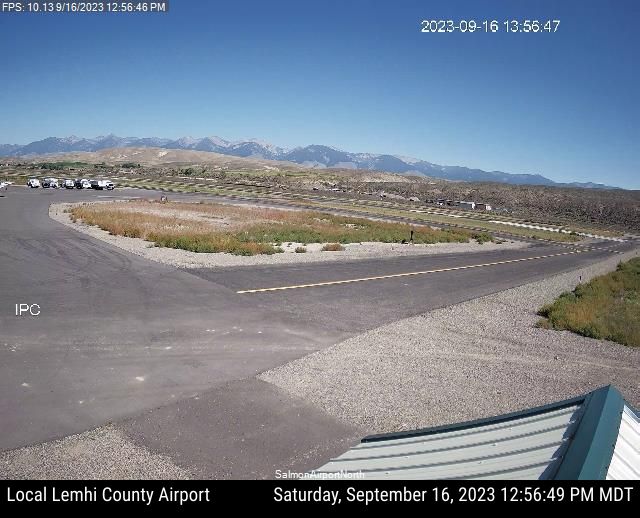 FPS: 10.13 9/16/2023 12:56:46 PM MDT
2023-09-16 13:56:47
IPC
SalmonAirportNorth
Local Lemhi County Airport Saturday, September 16, 2023 12:56:49 PM MDT